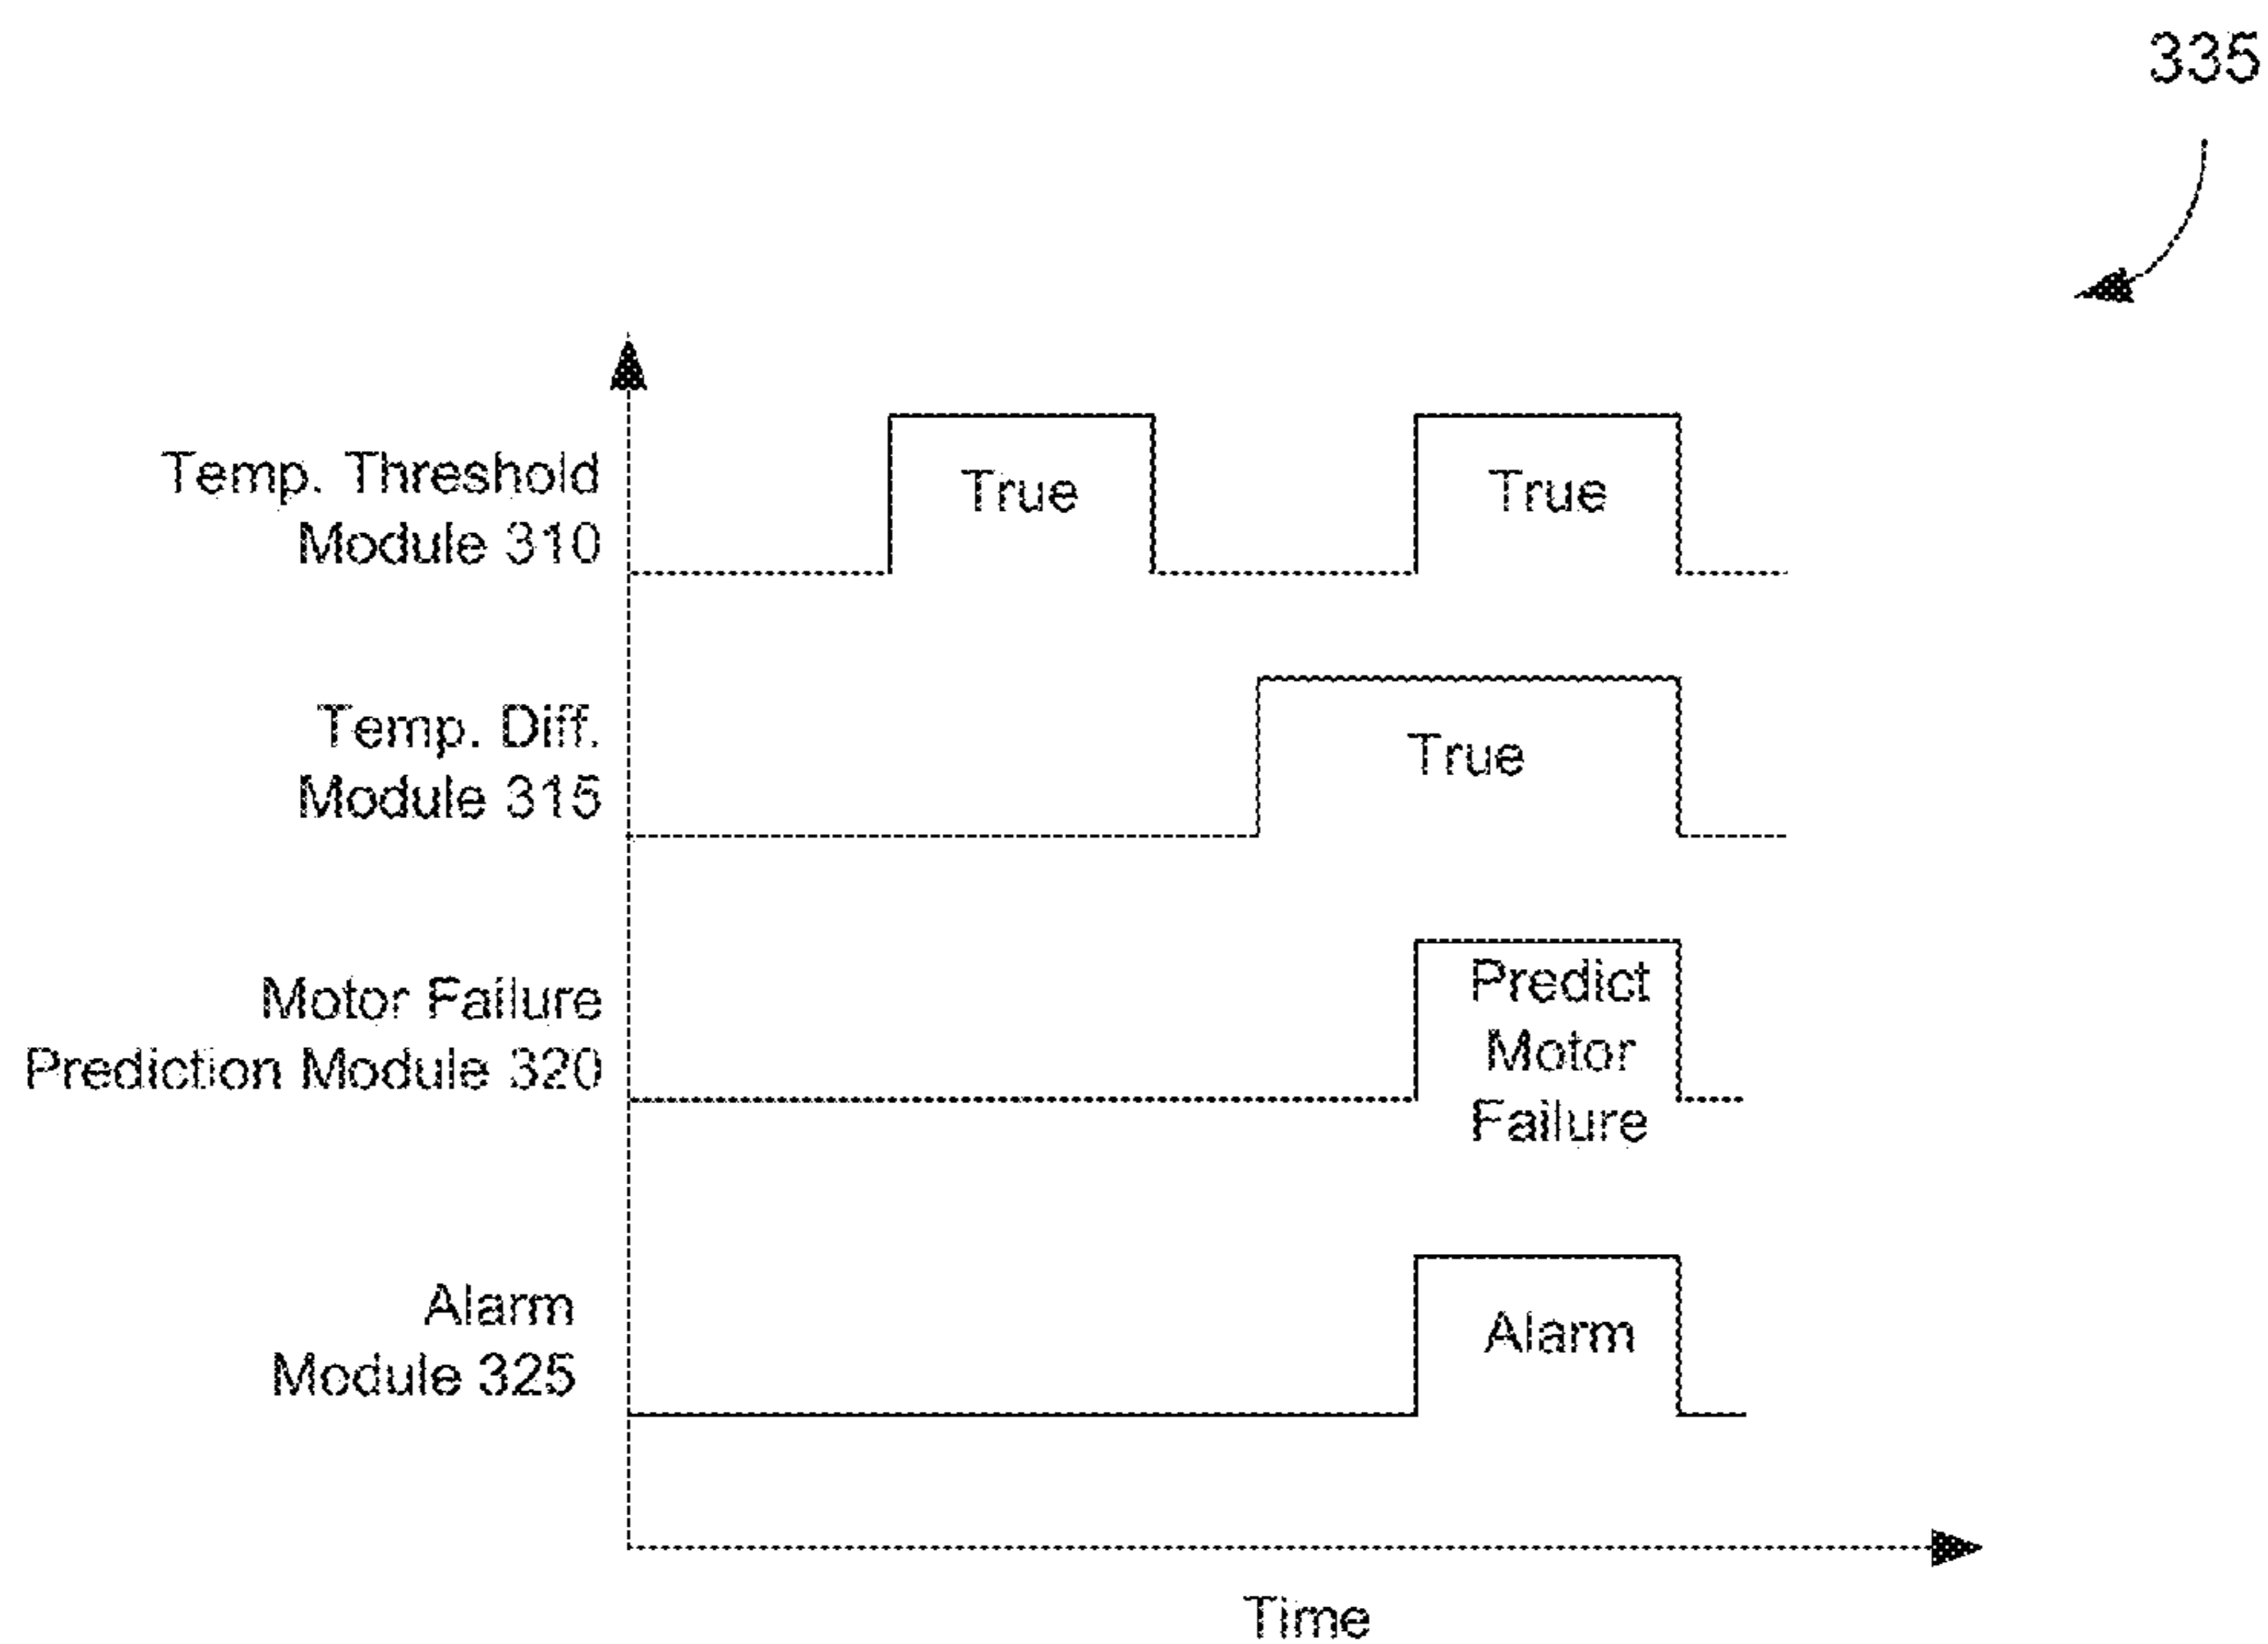 335
Temp. Threshold
Module 310
True
True
Temp. Diff.
Module 315
True
Motor Failure
Prediction Module 320
Predict
Motor
Failure
Alarm
Module 325
Alarm
Time